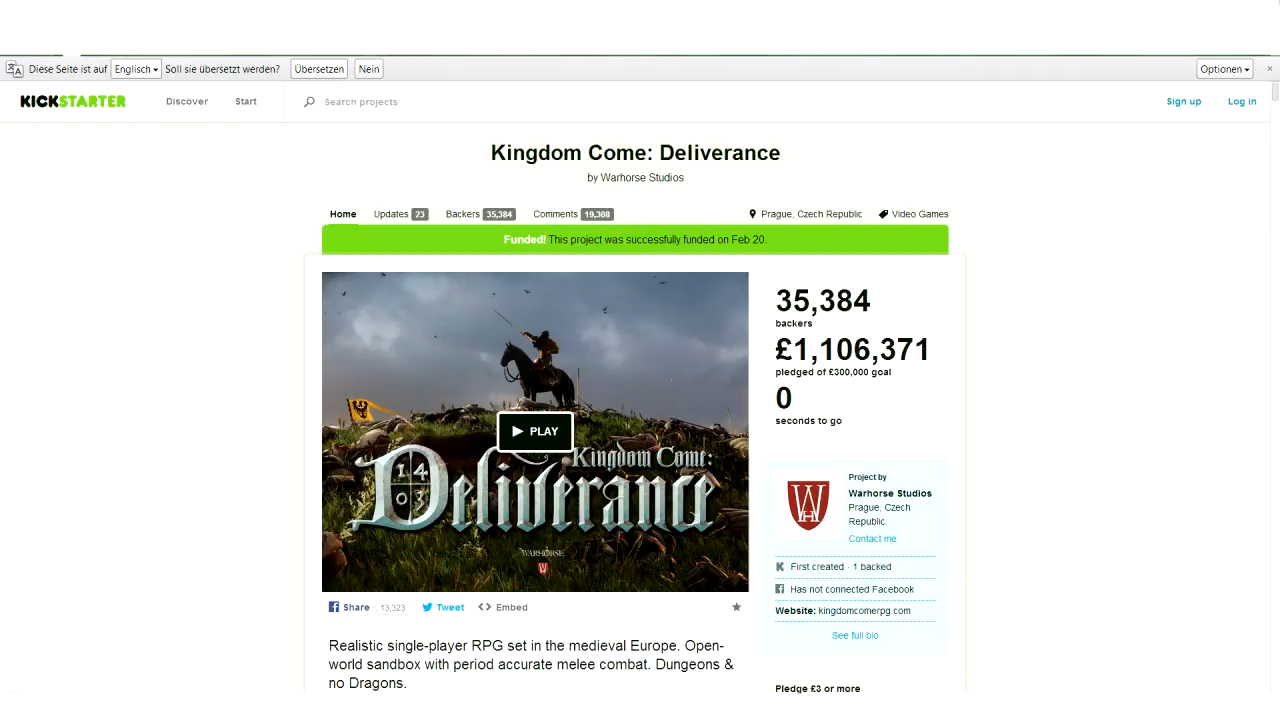 Diese Seite ist auf Englisch Soll sie übersetzt werden? Übersetzen Nein Optionen
KICKSTARTER Discover Start Search projects Sign up Log in
Kingdom Come: Deliverance
by Warhorse Studios
Home Updates 23 Backers 35,384 Comments 19,308 Prague, Czech Republic Video Games
Funded! This project was successfully funded on Feb 20.
PLAY
Kingdom Come:
Deliverance
14
03
WARHORSE
35,384
backers
£1,106,371
pledged of £300,000 goal
0
seconds to go
WH
Project by
Warhorse Studios
Prague, Czech
Republic
Contact me
First created · 1 backed
Has not connected Facebook
Website: kingdomcomerpg.com
See full bio
Share 13,323 Tweet Embed
Realistic single-player RPG set in the medieval Europe. Open-
world sandbox with period accurate melee combat. Dungeons &
no Dragons.
Pledge £3 or more